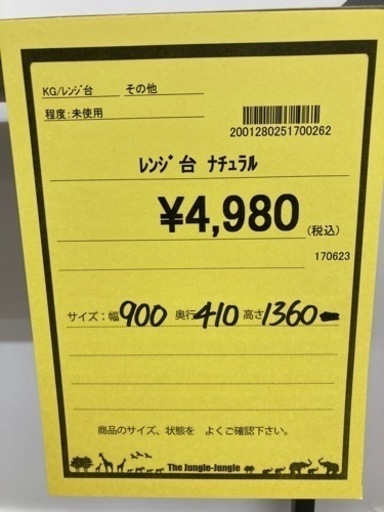 KG/ﾚﾝｼﾞ台 その他
程度:未使用
2001280251700262
ﾚﾝｼﾞ台 ﾅﾁｭﾗﾙ
¥4,980 (税込)
170623
サイズ:幅 900 奥行 410 高さ 1360
商品のサイズ、状態を よくご確認下さい。
The Jungle-Jungle